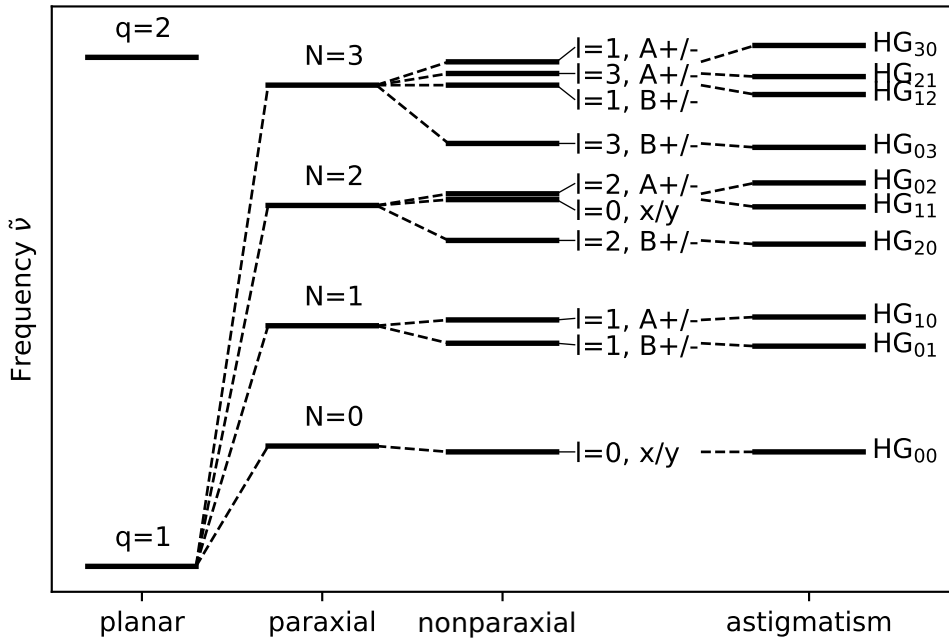 q=2
N=3
l=1, A+/-
HG₃₀
l=3, A+/-
HG₂₁
l=1, B+/-
HG₁₂
l=3, B+/-
HG₀₃
N=2
l=2, A+/-
HG₀₂
l=0, x/y
HG₁₁
l=2, B+/-
HG₂₀
N=1
l=1, A+/-
HG₁₀
l=1, B+/-
HG₀₁
N=0
l=0, x/y
HG₀₀
q=1
Frequency ν̃
planar paraxial nonparaxial astigmatism